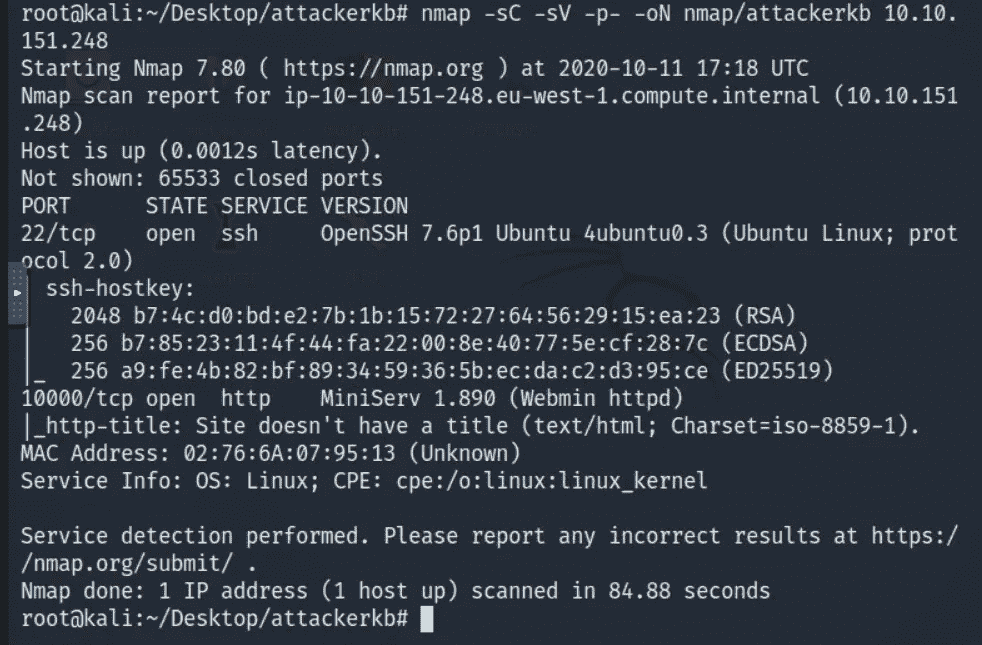 root@kali:~/Desktop/attackerkb# nmap -sC -sV -p- -oN nmap/attackerkb 10.10.
151.248
Starting Nmap 7.80 ( https://nmap.org ) at 2020-10-11 17:18 UTC
Nmap scan report for ip-10-10-151-248.eu-west-1.compute.internal (10.10.151
.248)
Host is up (0.0012s latency).
Not shown: 65533 closed ports
PORT      STATE SERVICE VERSION
22/tcp    open  ssh     OpenSSH 7.6p1 Ubuntu 4ubuntu0.3 (Ubuntu Linux; prot
ocol 2.0)
  ssh-hostkey:
|   2048 b7:4c:d0:bd:e2:7b:1b:15:72:27:64:56:29:15:ea:23 (RSA)
|   256 b7:85:23:11:4f:44:fa:22:00:8e:40:77:5e:cf:28:7c (ECDSA)
|_  256 a9:fe:4b:82:bf:89:34:59:36:5b:ec:da:c2:d3:95:ce (ED25519)
10000/tcp open  http    MiniServ 1.890 (Webmin httpd)
|_http-title: Site doesn't have a title (text/html; Charset=iso-8859-1).
MAC Address: 02:76:6A:07:95:13 (Unknown)
Service Info: OS: Linux; CPE: cpe:/o:linux:linux_kernel

Service detection performed. Please report any incorrect results at https:/
/nmap.org/submit/ .
Nmap done: 1 IP address (1 host up) scanned in 84.88 seconds
root@kali:~/Desktop/attackerkb#